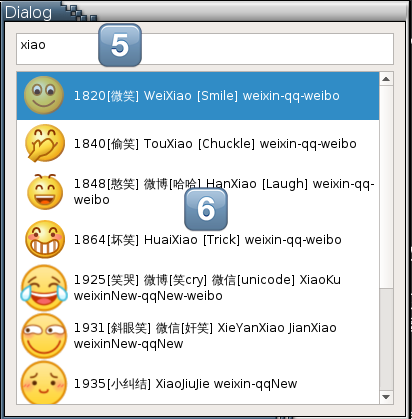 Dialog
xiao
5
1820[微笑] WeiXiao [Smile] weixin-qq-weibo
1840[偷笑] TouXiao [Chuckle] weixin-qq-weibo
1848[憨笑] 微博[哈哈] HanXiao [Laugh] weixin-qq-
weibo
6
1864[坏笑] HuaiXiao [Trick] weixin-qq-weibo
1925[笑哭] 微博[笑cry] 微信[unicode] XiaoKu
weixinNew-qqNew-weibo
1931[斜眼笑] 微信[奸笑] XieYanXiao JianXiao
weixinNew-qqNew
1935[小纠结] XiaoJiuJie weixin-qqNew